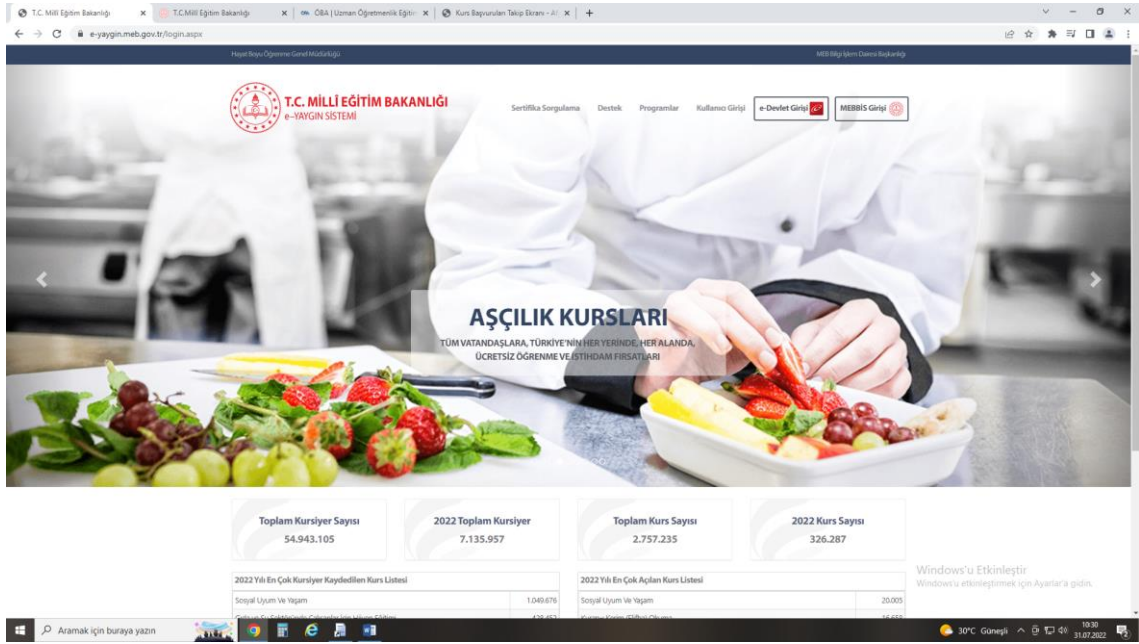 T.C. Milli Eğitim Bakanlığı
T.C.Milli Eğitim Bakanlığı
ÖBA | Uzman Öğretmenlik Eğitim
Kurs Başvuruları Takip Ekranı - A
e-yaygin.meb.gov.tr/login.aspx
Hayat Boyu Öğrenme Genel Müdürlüğü
MEB Bilgi İşlem Dairesi Başkanlığı
T.C. MİLLÎ EĞİTİM BAKANLIĞI
e-YAYGIN SİSTEMİ
Sertifika Sorgulama
Destek
Programlar
Kullanıcı Girişi
e-Devlet Girişi
MEBBİS Girişi
AŞÇILIK KURSLARI
TÜM VATANDAŞLARA, TÜRKİYE'NİN HER YERİNDE, HER ALANDA,
ÜCRETSİZ ÖĞRENME VE İSTİHDAM FIRSATLARI
Toplam Kursiyer Sayısı
54.943.105
2022 Toplam Kursiyer
7.135.957
Toplam Kurs Sayısı
2.757.235
2022 Kurs Sayısı
326.287
2022 Yılı En Çok Kursiyer Kaydedilen Kurs Listesi
Sosyal Uyum Ve Yaşam 1.049.676
2022 Yılı En Çok Açılan Kurs Listesi
Sosyal Uyum Ve Yaşam 20.005
Windows'u Etkinleştir
Windows'u etkinleştirmek için Ayarlar'a gidin.
Aramak için buraya yazın
30°C Güneşli
10:30
31.07.2022